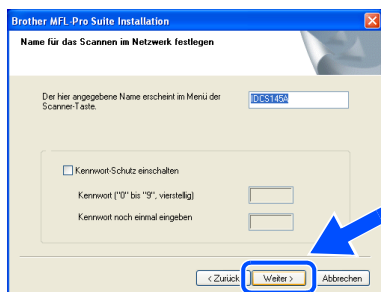 Brother MFL-Pro Suite Installation
Name für das Scannen im Netzwerk festlegen
Der hier angegebene Name erscheint im Menü der
Scanner-Taste.
IDCS145A
Kennwort-Schutz einschalten
Kennwort ("0" bis "9", vierstellig)
Kennwort noch einmal eingeben
< Zurück
Weiter >
Abbrechen